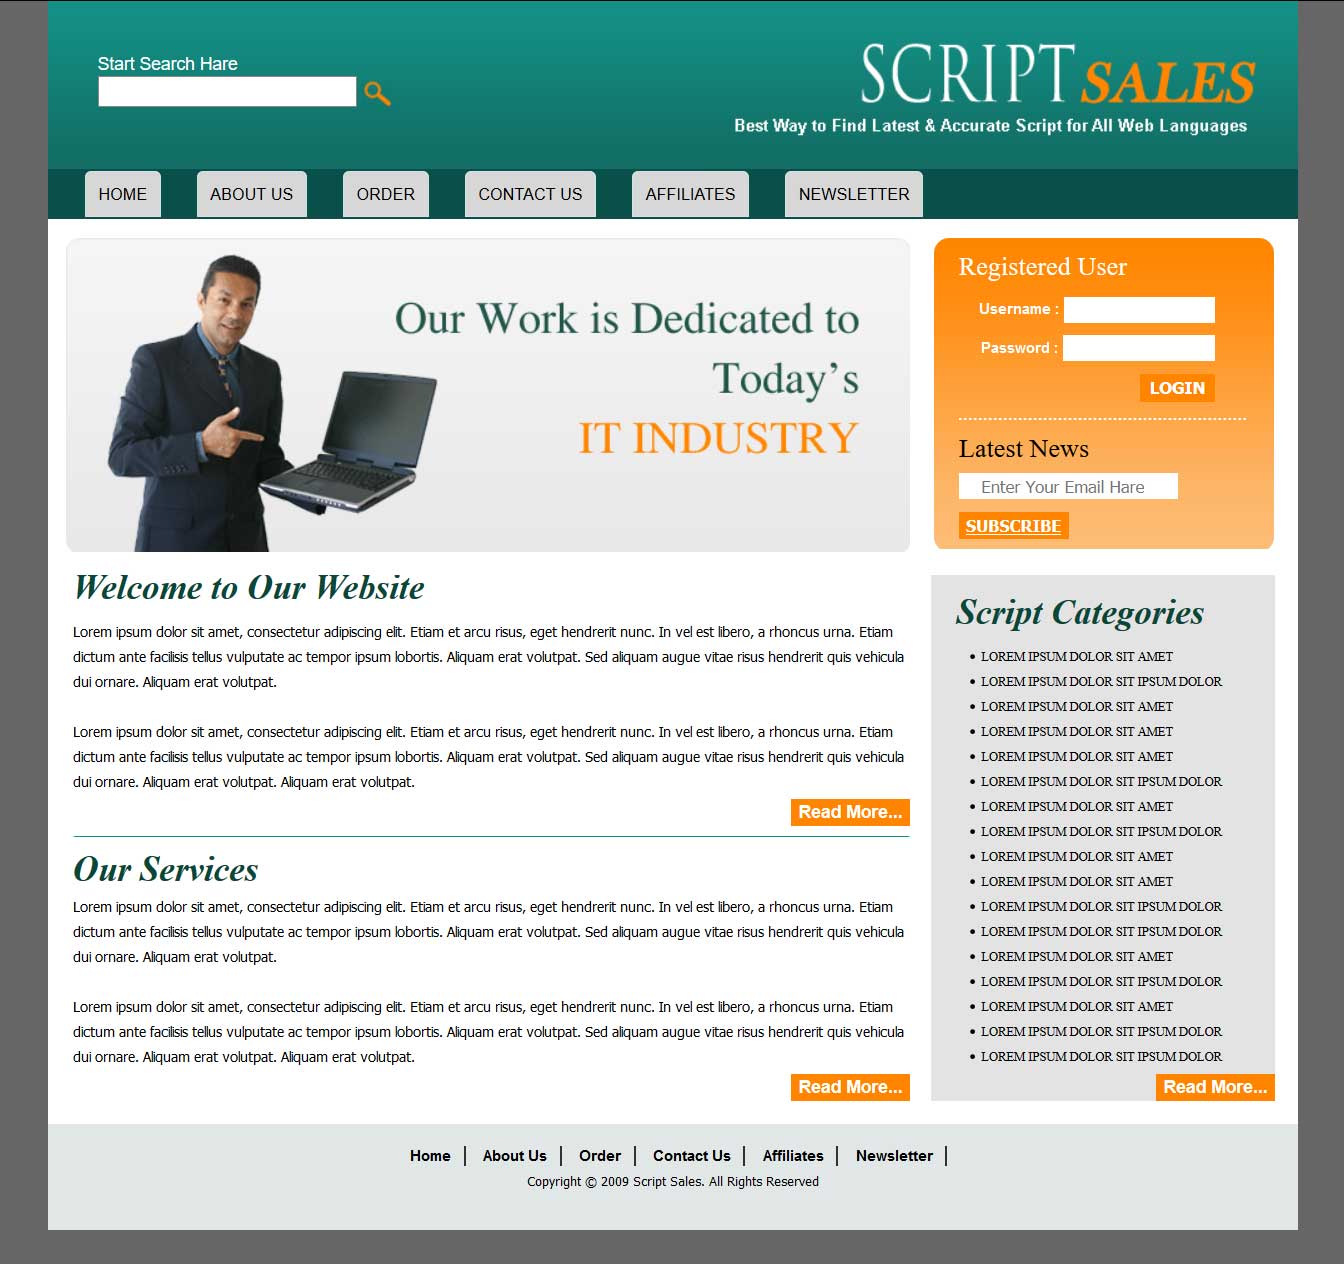 Start Search Hare
SCRIPT SALES
Best Way to Find Latest & Accurate Script for All Web Languages
HOME
ABOUT US
ORDER
CONTACT US
AFFILIATES
NEWSLETTER
Our Work is Dedicated to
Today’s
IT INDUSTRY
Registered User
Username :
Password :
LOGIN
Latest News
Enter Your Email Hare
SUBSCRIBE
Welcome to Our Website
Lorem ipsum dolor sit amet, consectetur adipiscing elit. Etiam et arcu risus, eget hendrerit nunc. In vel est libero, a rhoncus urna. Etiam
dictum ante facilisis tellus vulputate ac tempor ipsum lobortis. Aliquam erat volutpat. Sed aliquam augue vitae risus hendrerit quis vehicula
dui ornare. Aliquam erat volutpat.
Lorem ipsum dolor sit amet, consectetur adipiscing elit. Etiam et arcu risus, eget hendrerit nunc. In vel est libero, a rhoncus urna. Etiam
dictum ante facilisis tellus vulputate ac tempor ipsum lobortis. Aliquam erat volutpat. Sed aliquam augue vitae risus hendrerit quis vehicula
dui ornare. Aliquam erat volutpat. Aliquam erat volutpat.
Read More...
Our Services
Lorem ipsum dolor sit amet, consectetur adipiscing elit. Etiam et arcu risus, eget hendrerit nunc. In vel est libero, a rhoncus urna. Etiam
dictum ante facilisis tellus vulputate ac tempor ipsum lobortis. Aliquam erat volutpat. Sed aliquam augue vitae risus hendrerit quis vehicula
dui ornare. Aliquam erat volutpat.
Lorem ipsum dolor sit amet, consectetur adipiscing elit. Etiam et arcu risus, eget hendrerit nunc. In vel est libero, a rhoncus urna. Etiam
dictum ante facilisis tellus vulputate ac tempor ipsum lobortis. Aliquam erat volutpat. Sed aliquam augue vitae risus hendrerit quis vehicula
dui ornare. Aliquam erat volutpat. Aliquam erat volutpat.
Read More...
Script Categories
• LOREM IPSUM DOLOR SIT AMET
• LOREM IPSUM DOLOR SIT IPSUM DOLOR
• LOREM IPSUM DOLOR SIT AMET
• LOREM IPSUM DOLOR SIT AMET
• LOREM IPSUM DOLOR SIT AMET
• LOREM IPSUM DOLOR SIT IPSUM DOLOR
• LOREM IPSUM DOLOR SIT AMET
• LOREM IPSUM DOLOR SIT IPSUM DOLOR
• LOREM IPSUM DOLOR SIT AMET
• LOREM IPSUM DOLOR SIT AMET
• LOREM IPSUM DOLOR SIT IPSUM DOLOR
• LOREM IPSUM DOLOR SIT IPSUM DOLOR
• LOREM IPSUM DOLOR SIT AMET
• LOREM IPSUM DOLOR SIT IPSUM DOLOR
• LOREM IPSUM DOLOR SIT AMET
• LOREM IPSUM DOLOR SIT IPSUM DOLOR
• LOREM IPSUM DOLOR SIT IPSUM DOLOR
Read More...
Home | About Us | Order | Contact Us | Affiliates | Newsletter |
Copyright © 2009 Script Sales. All Rights Reserved